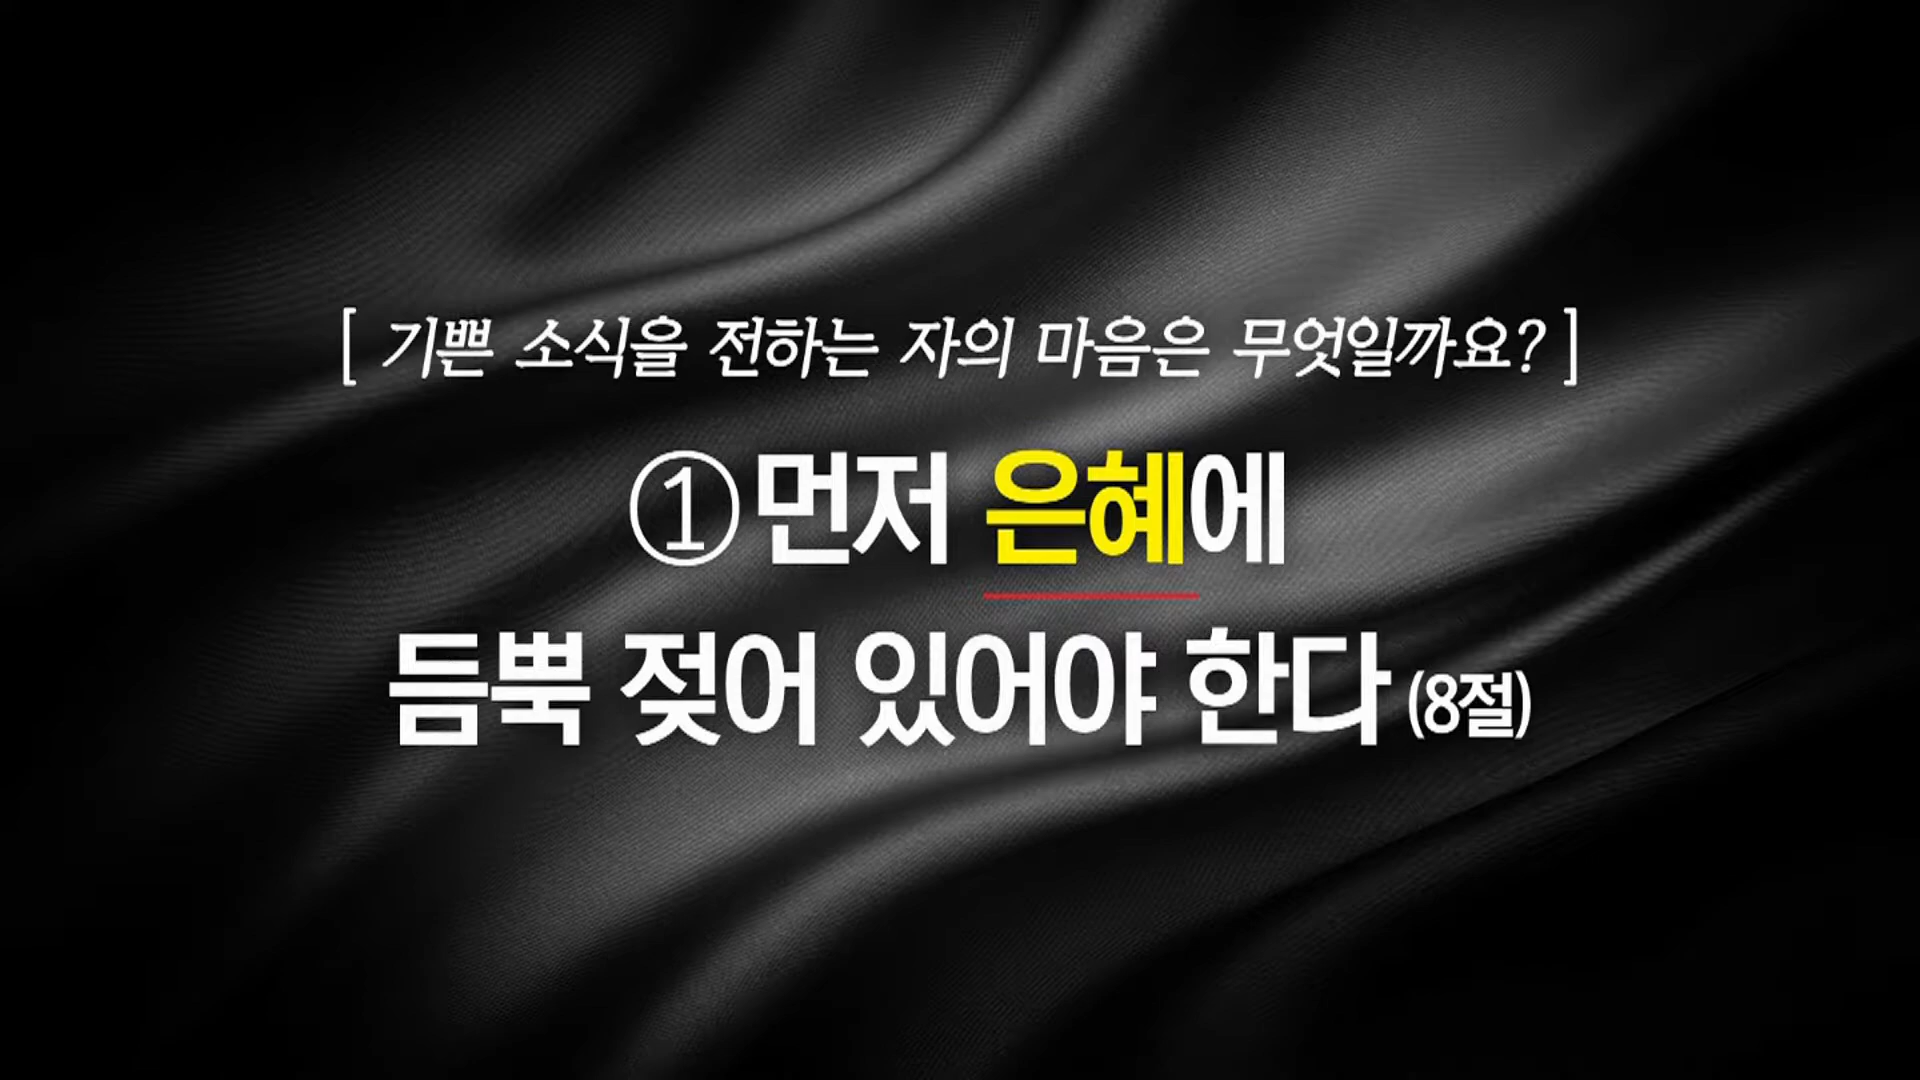 [ 기쁜 소식을 전하는 자의 마음은 무엇일까요? ]
① 먼저 은혜에
듬뿍 젖어 있어야 한다 (8절)